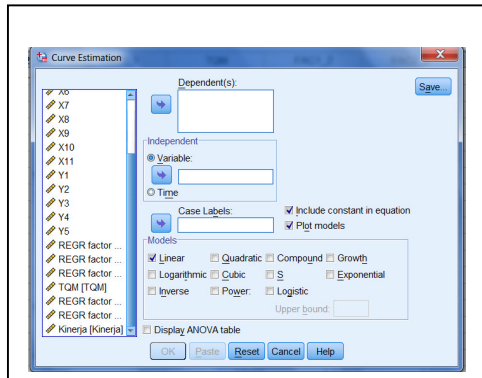 Curve Estimation
X6
X7
X8
X9
X10
X11
Y1
Y2
Y3
Y4
Y5
REGR factor ...
REGR factor ...
REGR factor ...
TQM [TQM]
REGR factor ...
REGR factor ...
Kinerja [Kinerja]
Dependent(s):
Save...
Independent
Variable:
Time
Case Labels:
Include constant in equation
Plot models
Models
Linear Quadratic Compound Growth
Logarithmic Cubic S Exponential
Inverse Power: Logistic
Upper bound:
Display ANOVA table
OK Paste Reset Cancel Help